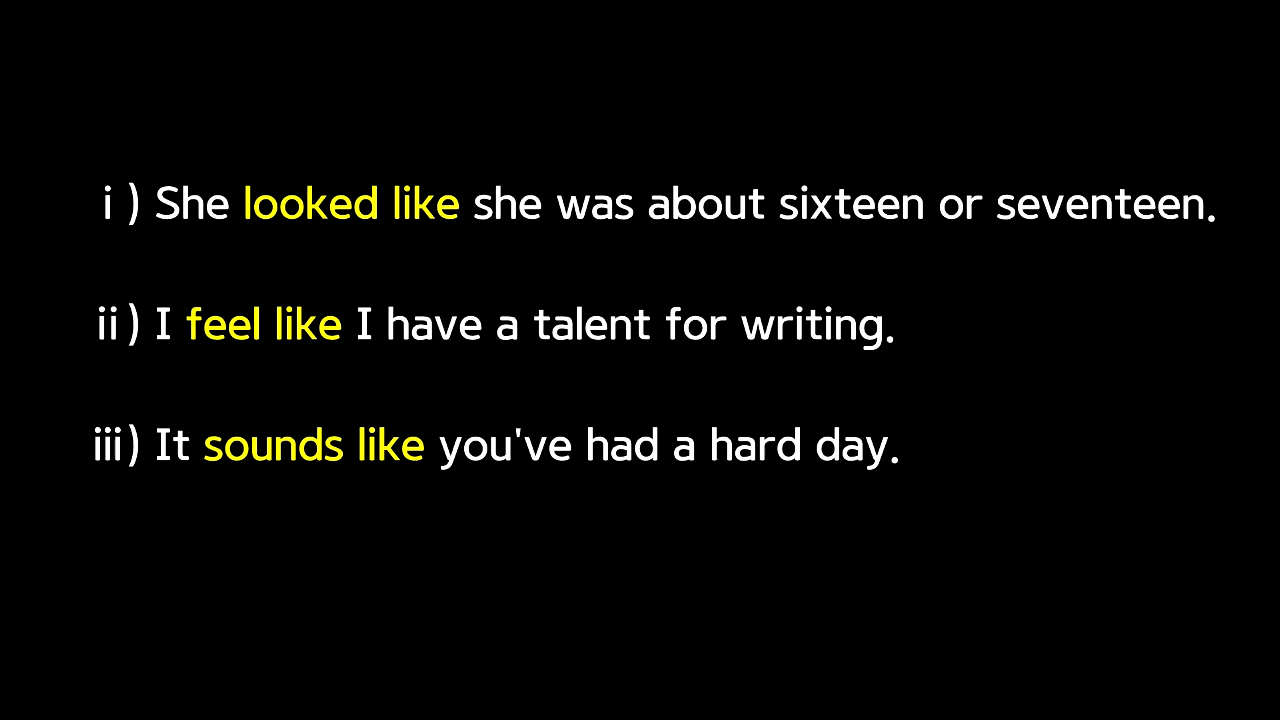 i) She looked like she was about sixteen or seventeen.
ii) I feel like I have a talent for writing.
iii) It sounds like you've had a hard day.